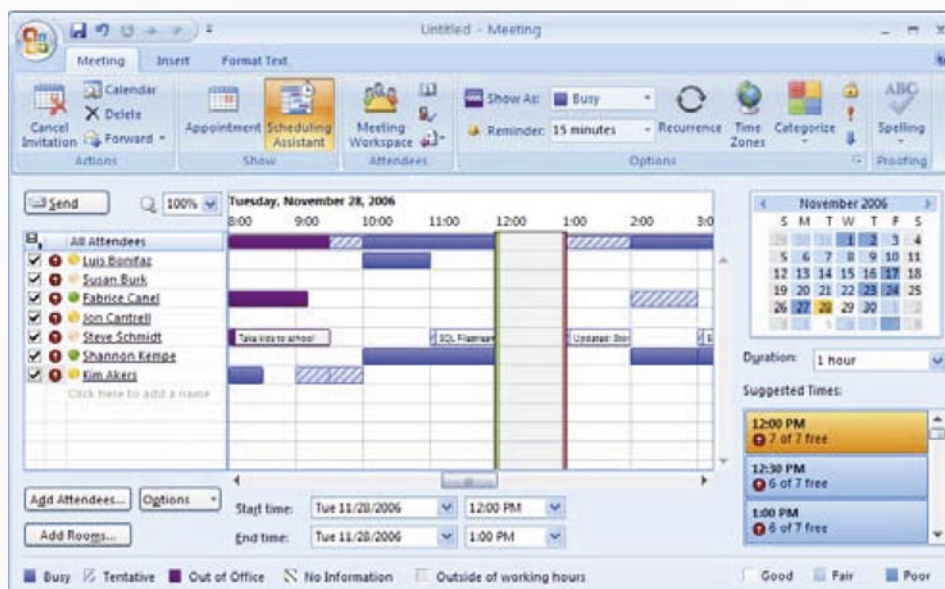 Untitled - Meeting
Meeting Insert Format Text
Cancel Invitation
Calendar
Delete
Forward
Actions
Appointment
Scheduling Assistant
Show
Meeting Workspace
Attendees
Show As: Busy
Reminder: 15 minutes
Recurrence
Time Zones
Categorize
Options
ABC
Spelling
Proofing
Send
100%
Tuesday, November 28, 2006
8:00 9:00 10:00 11:00 12:00 1:00 2:00 3:0
All Attendees
Luis Bonifaz
Susan Burk
Fabrice Canel
Jon Cantrell
Steve Schmidt
Take kids to school
Shannon Kempe
Kim Akers
Click here to add a name
Add Attendees...
Options
Add Rooms...
Start time: Tue 11/28/2006 12:00 PM
End time: Tue 11/28/2006 1:00 PM
November 2006
S M T W T F S
29 30 31 1 2 3 4
5 6 7 8 9 10 11
12 13 14 15 16 17 18
19 20 21 22 23 24 25
26 27 28 29 30 1 2
Duration: 1 hour
Suggested Times:
12:00 PM
7 of 7 free
12:30 PM
6 of 7 free
1:00 PM
6 of 7 free
Busy Tentative Out of Office No Information Outside of working hours
Good Fair Poor